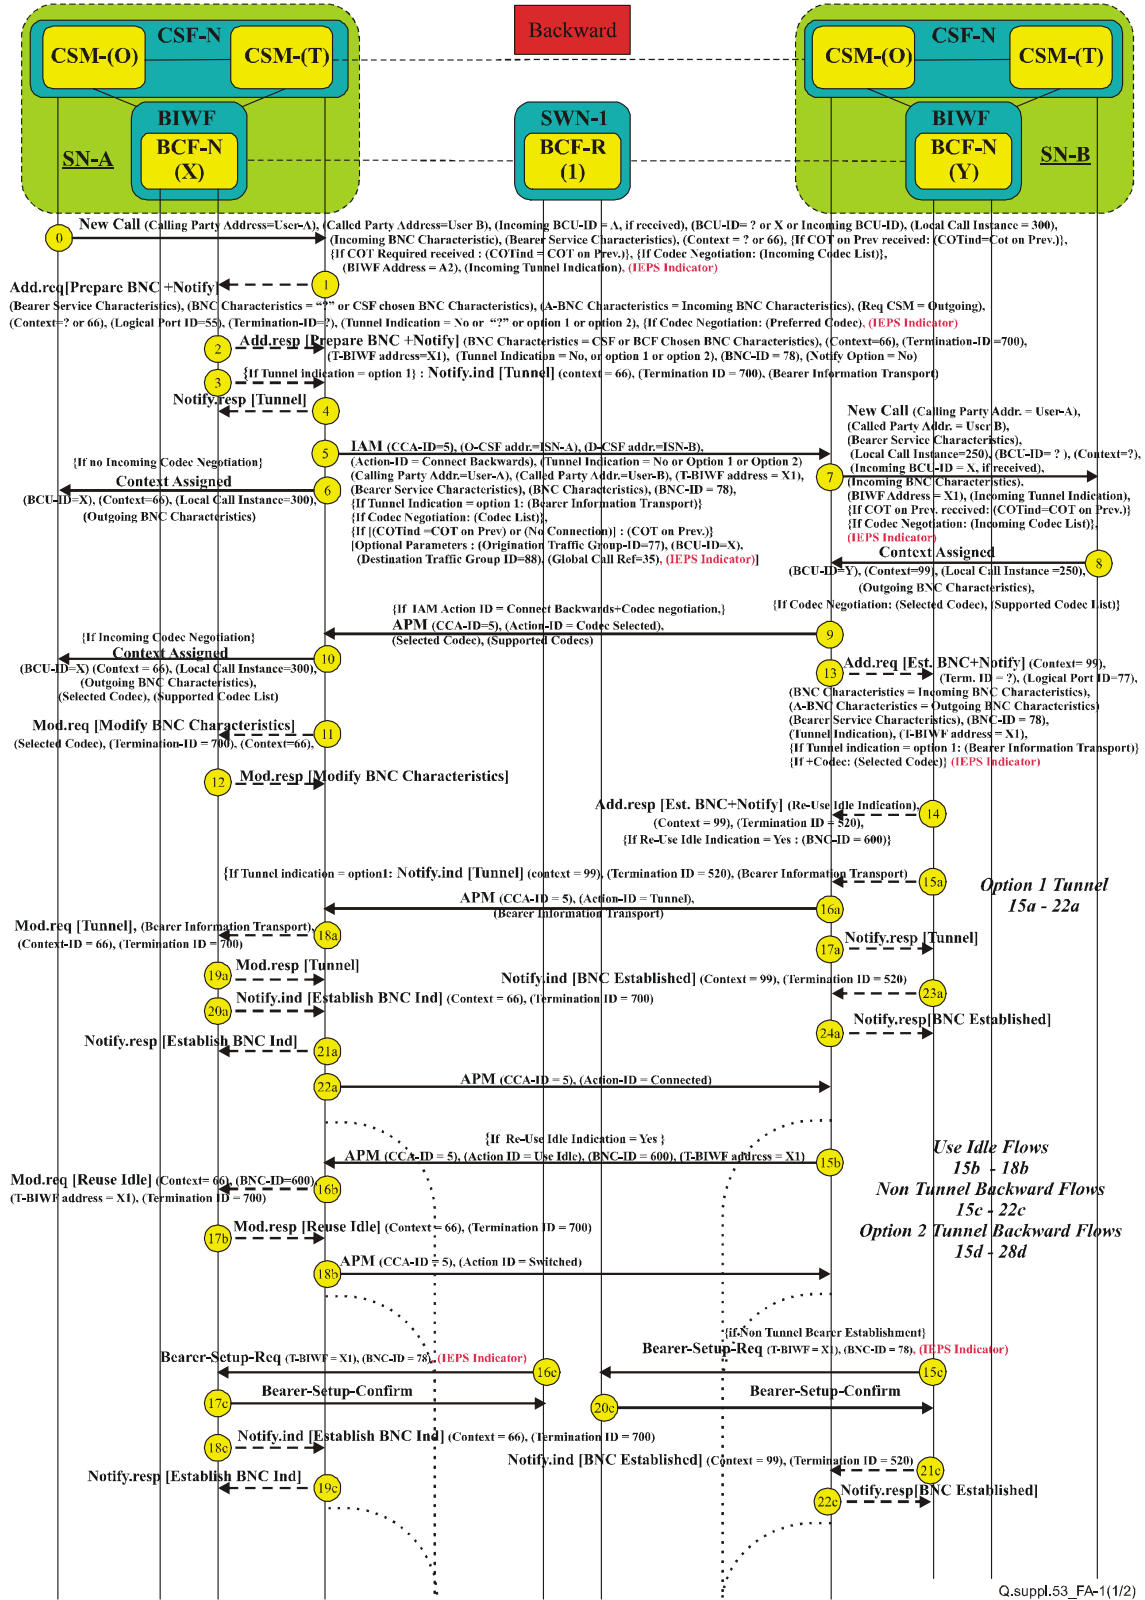 CSF-N
Backward
CSF-N
CSM-(O)
CSM-(T)
CSM-(O)
CSM-(T)
BIWF
SWN-1
BIWF
SN-A
BCF-N
(X)
BCF-R
(1)
BCF-N
(Y)
SN-B
0
New Call (Calling Party Address=User-A), (Called Party Address=User B), (Incoming BCU-ID = A, if received), (BCU-ID= ? or X or Incoming BCU-ID), (Local Call Instance = 300),
(Incoming BNC Characteristic), (Bearer Service Characteristics), (Context = ? or 66), {If COT on Prev received: (COTind=Cot on Prev.)},
{If COT Required received : (COTind = COT on Prev.)}, {If Codec Negotiation: (Incoming Codec List)},
(BIWF Address = A2), (Incoming Tunnel Indication), (IEPS Indicator)
1
Add.req[Prepare BNC +Notify]
(Bearer Service Characteristics), (BNC Characteristics = “?” or CSF chosen BNC Characteristics), (A-BNC Characteristics = Incoming BNC Characteristics), (Req CSM = Outgoing),
(Context=? or 66), (Logical Port ID=55), (Termination-ID=?), (Tunnel Indication = No or “?” or option 1 or option 2), {If Codec Negotiation: (Preferred Codec), (IEPS Indicator)
2
Add.resp [Prepare BNC +Notify] (BNC Characteristics = CSF or BCF Chosen BNC Characteristics), (Context=66), (Termination-ID=700),
(T-BIWF address=X1), (Tunnel Indication = No, or option 1 or option 2), (BNC-ID = 78), (Notify Option = No)
3
{If Tunnel indication = option 1} : Notify.ind [Tunnel] (context = 66), (Termination ID = 700), (Bearer Information Transport)
Notify.resp [Tunnel]
4
5
IAM (CCA-ID=5), (O-CSF addr.=ISN-A), (D-CSF addr.=ISN-B),
(Action-ID = Connect Backwards), (Tunnel Indication = No or Option 1 or Option 2)
(Calling Party Addr.=User-A), (Called Party Addr.=User-B), (T-BIWF Address = X1),
(Bearer Service Characteristics), (BNC Characteristics), (BNC-ID = 78),
{If Tunnel Indication = option 1: (Bearer Information Transport)}
{If Codec Negotiation: (Codec List)},
{If [(COTind =COT on Prev) or (No Connection)] : (COT on Prev.)}
[Optional Parameters : (Origination Traffic Group-ID=77), (BCU-ID=X),
(Destination Traffic Group ID=88), (Global Call Ref=35), (IEPS Indicator)]
{If no Incoming Codec Negotiation}
Context Assigned
6
(BCU-ID=X), (Context=66), (Local Call Instance=300),
(Outgoing BNC Characteristics)
New Call (Calling Party Addr. = User-A),
(Called Party Addr. = User B),
(Bearer Service Characteristics),
(Local Call Instance=250), (BCU-ID= ? ), (Context=?),
7
(Incoming BCU-ID = X, if received),
(Incoming BNC Characteristics),
(BIWF Address = X1), (Incoming Tunnel Indication),
{If COT on Prev. received: (COTind=COT on Prev.)}
{If Codec Negotiation: (Incoming Codec List)},
(IEPS Indicator)
Context Assigned
8
(BCU-ID=Y), (Context=99), (Local Call Instance =250),
(Outgoing BNC Characteristics),
{If Codec Negotiation: (Selected Codec), (Supported Codec List)}
{If IAM Action ID = Connect Backwards+Codec negotiation,}
APM (CCA-ID=5), (Action-ID = Codec Selected),
(Selected Codec), (Supported Codecs)
9
{If Incoming Codec Negotiation}
Context Assigned
10
(BCU-ID=X) (Context = 66), (Local Call Instance=300),
(Outgoing BNC Characteristics),
(Selected Codec), (Supported Codec List)
13
Add.req [Est. BNC+Notify] (Context= 99),
(Term. ID = ?), (Logical Port ID=77),
(BNC Characteristics = Incoming BNC Characteristics),
(A-BNC Characteristics = Outgoing BNC Characteristics)
(Bearer Service Characteristics), (BNC-ID = 78),
(Tunnel Indication), (T-BIWF address = X1),
{If Tunnel indication = option 1: (Bearer Information Transport)}
{If +Codec: (Selected Codec)} (IEPS Indicator)
Mod.req [Modify BNC Characteristics]
11
(Selected Codec), (Termination-ID = 700), (Context=66),
12
Mod.resp [Modify BNC Characteristics]
Add.resp [Est. BNC+Notify] (Re-Use Idle Indication),
14
(Context = 99), (Termination ID = 520),
{If Re-Use Idle Indication = Yes : (BNC-ID = 600)}
{If Tunnel indication = option1: Notify.ind [Tunnel] (context = 99), (Termination ID = 520), (Bearer Information Transport)
15a
Option 1 Tunnel
15a - 22a
APM (CCA-ID = 5), (Action-ID = Tunnel),
(Bearer Information Transport)
16a
Mod.req [Tunnel], (Bearer Information Transport),
18a
(Context-ID = 66), (Termination ID = 700)
17a
Notify.resp [Tunnel]
19a
Mod.resp [Tunnel]
Notify.ind [BNC Established] (Context = 99), (Termination ID = 520)
23a
20a
Notify.ind [Establish BNC Ind] (Context = 66), (Termination ID = 700)
24a
Notify.resp[BNC Established]
Notify.resp [Establish BNC Ind]
21a
22a
APM (CCA-ID = 5), (Action-ID = Connected)
{If Re-Use Idle Indication = Yes }
APM (CCA-ID = 5), (Action ID = Use Idle), (BNC-ID = 600), (T-BIWF address = X1)
15b
Use Idle Flows
15b - 18b
Non Tunnel Backward Flows
15c - 22c
Option 2 Tunnel Backward Flows
15d - 28d
Mod.req [Reuse Idle] (Context= 66), (BNC-ID=600),
16b
(T-BIWF address = X1), (Termination ID = 700)
17b
Mod.resp [Reuse Idle] (Context = 66), (Termination ID = 700)
18b
APM (CCA-ID = 5), (Action ID = Switched)
{if Non Tunnel Bearer Establishment}
Bearer-Setup-Req (T-BIWF = X1), (BNC-ID = 78), (IEPS Indicator)
15c
Bearer-Setup-Req (T-BIWF = X1), (BNC-ID = 78), (IEPS Indicator)
16c
17c
Bearer-Setup-Confirm
20c
Bearer-Setup-Confirm
18c
Notify.ind [Establish BNC Ind] (Context = 66), (Termination ID = 700)
Notify.ind [BNC Established] (Context = 99), (Termination ID = 520)
21c
Notify.resp [Establish BNC Ind]
19c
22c
Notify.resp[BNC Established]
Q.suppl.53_FA-1(1/2)